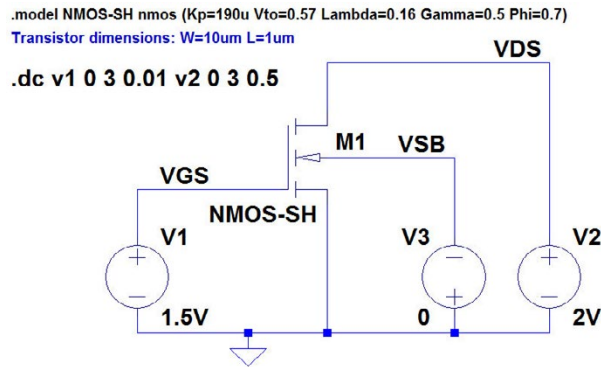 .model NMOS-SH nmos (Kp=190u Vto=0.57 Lambda=0.16 Gamma=0.5 Phi=0.7)
Transistor dimensions: W=10um L=1um
VDS
.dc v1 0 3 0.01 v2 0 3 0.5
M1
VSB
VGS
NMOS-SH
V1
V3
V2
1.5V
0
2V